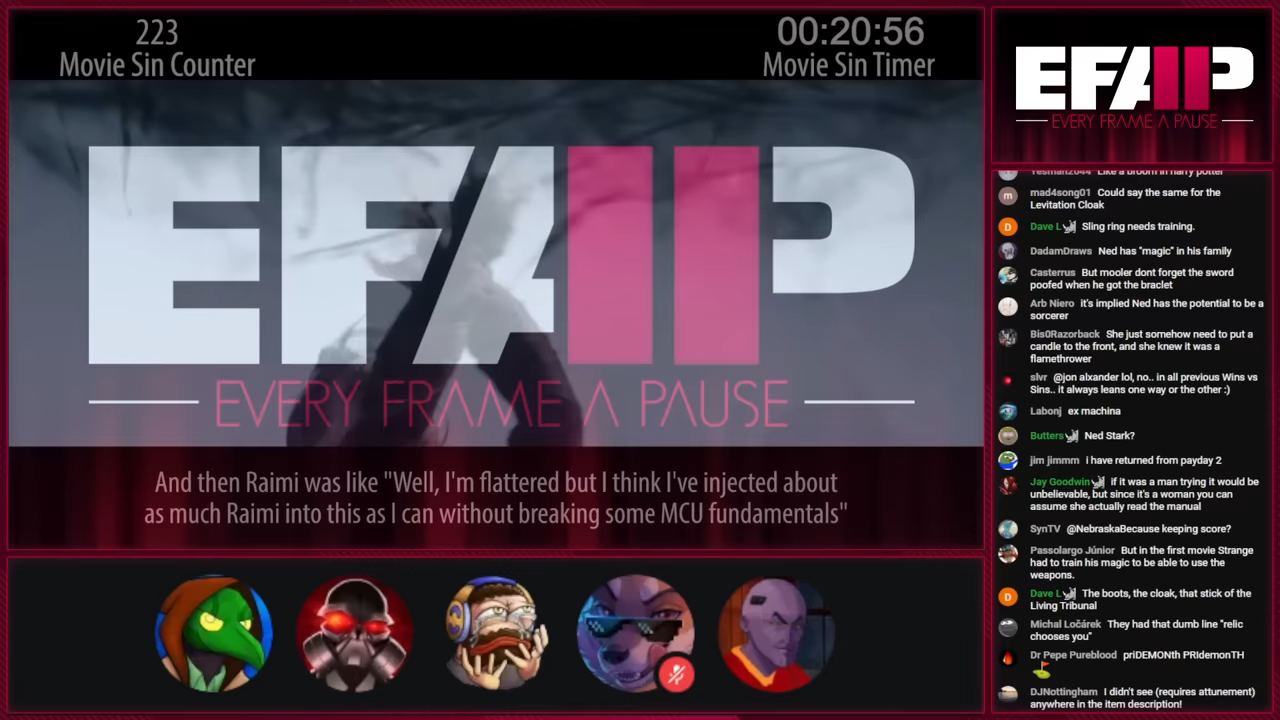 223
Movie Sin Counter
00:20:56
Movie Sin Timer
EFAP
EVERY FRAME A PAUSE
And then Raimi was like "Well, I'm flattered but I think I've injected about
as much Raimi into this as I can without breaking some MCU fundamentals"
EFAP
EVERY FRAME A PAUSE
Yesman2044 Like a broom in harry potter
mad4song01 Could say the same for the
Levitation Cloak
Dave L Sling ring needs training.
DadamDraws Ned has "magic" in his family
Casterrus But mooler dont forget the sword
poofed when he got the braclet
Arb Niero it's implied Ned has the potential to be a
sorcerer
Bis0Razorback She just somehow need to put a
candle to the front, and she knew it was a
flamethrower
slvr @jon alxander lol, no.. in all previous Wins vs
Sins.. it always leans one way or the other :)
Labonj ex machina
Butters Ned Stark?
jim jimmm i have returned from payday 2
Jay Goodwin if it was a man trying it would be
unbelievable, but since it's a woman you can
assume she actually read the manual
SynTV @NebraskaBecause keeping score?
Passolargo Júnior But in the first movie Strange
had to train his magic to be able to use the
weapons.
Dave L The boots, the cloak, that stick of the
Living Tribunal
Michal Ločárek They had that dumb line "relic
chooses you"
Dr Pepe Pureblood priDEMONth PRIdemonTH
DJNottingham I didn't see (requires attunement)
anywhere in the item description!
m
D
D